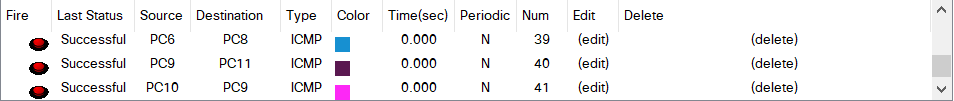 Fire Last Status Source Destination Type Color Time(sec) Periodic Num Edit Delete
Successful PC6 PC8 ICMP 0.000 N 39 (edit) (delete)
Successful PC9 PC11 ICMP 0.000 N 40 (edit) (delete)
Successful PC10 PC9 ICMP 0.000 N 41 (edit) (delete)